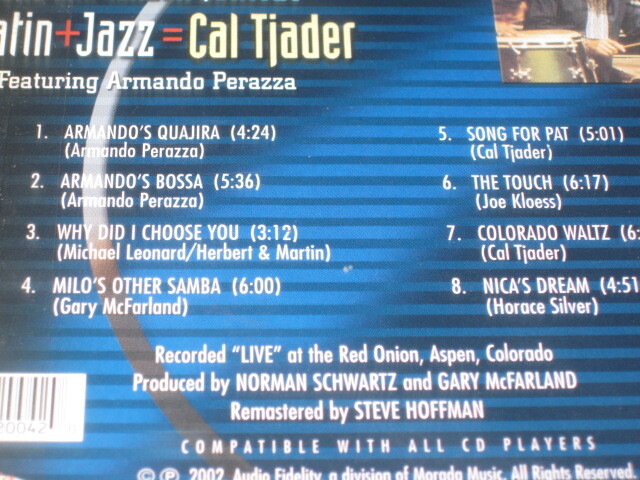 atin+Jazz=Cal Tjader
Featuring Armando Perazza
1. ARMANDO'S QUAJIRA (4:24)
(Armando Perazza)
2. ARMANDO'S BOSSA (5:36)
(Armando Perazza)
3. WHY DID I CHOOSE YOU (3:12)
(Michael Leonard/Herbert & Martin)
4. MILO'S OTHER SAMBA (6:00)
(Gary McFarland)
5. SONG FOR PAT (5:01)
(Cal Tjader)
6. THE TOUCH (6:17)
(Joe Kloess)
7. COLORADO WALTZ (6:
(Cal Tjader)
8. NICA'S DREAM (4:51
(Horace Silver)
Recorded "LIVE" at the Red Onion, Aspen, Colorado
Produced by NORMAN SCHWARTZ and GARY McFARLAND
Remastered by STEVE HOFFMAN
20042
COMPATIBLE WITH ALL CD PLAYERS
© ℗ 2002 Audio Fidelity, a division of Morada Music. All Rights Reserved.